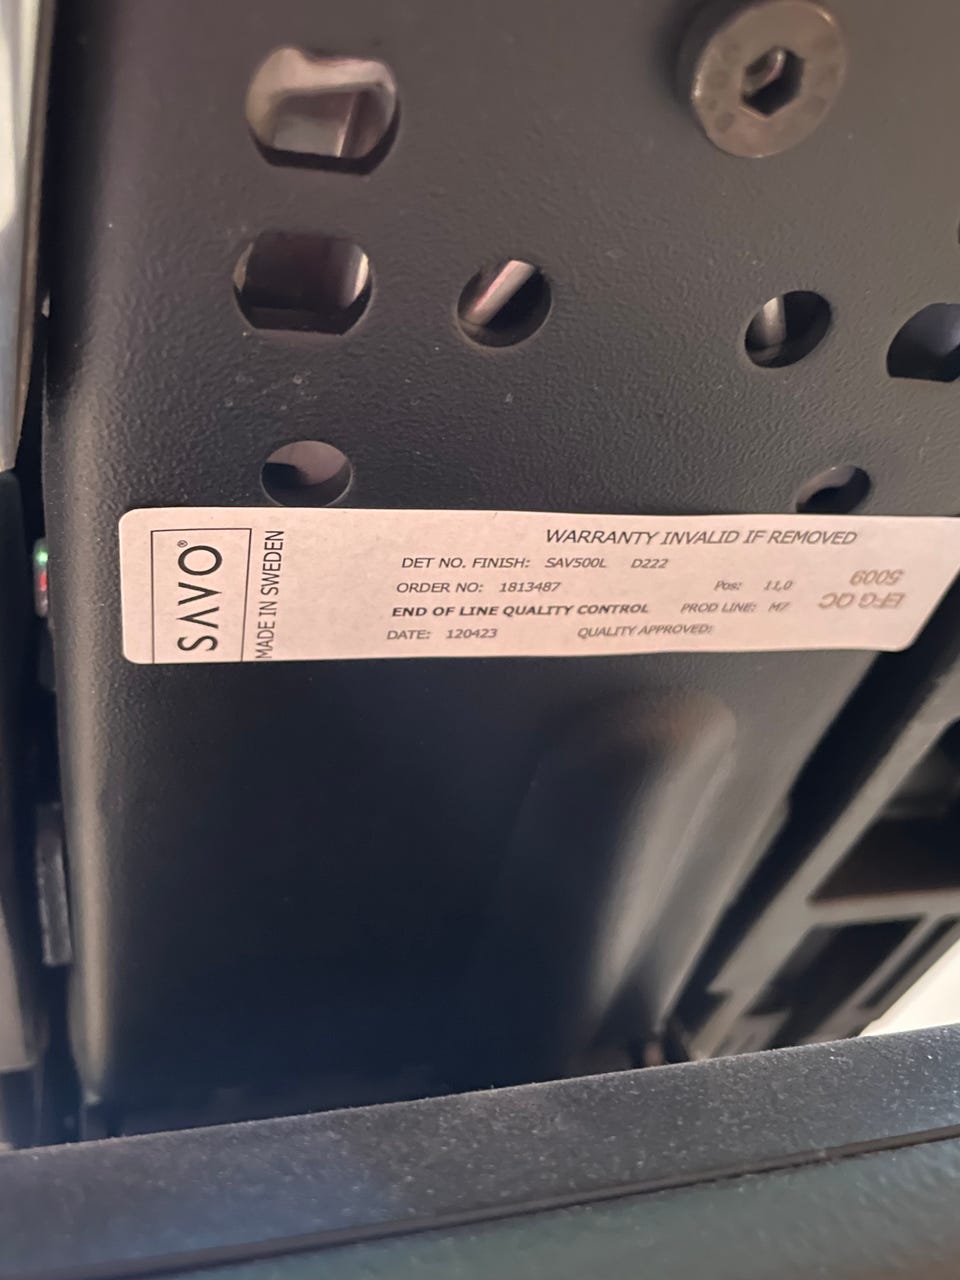 SAVO®
MADE IN SWEDEN
WARRANTY INVALID IF REMOVED
DET NO. FINISH: SAV500L D222
ORDER NO: 1813487 Pos: 11,0
END OF LINE QUALITY CONTROL PROD LINE: M7
DATE: 120423 QUALITY APPROVED:
EFG QC
5009